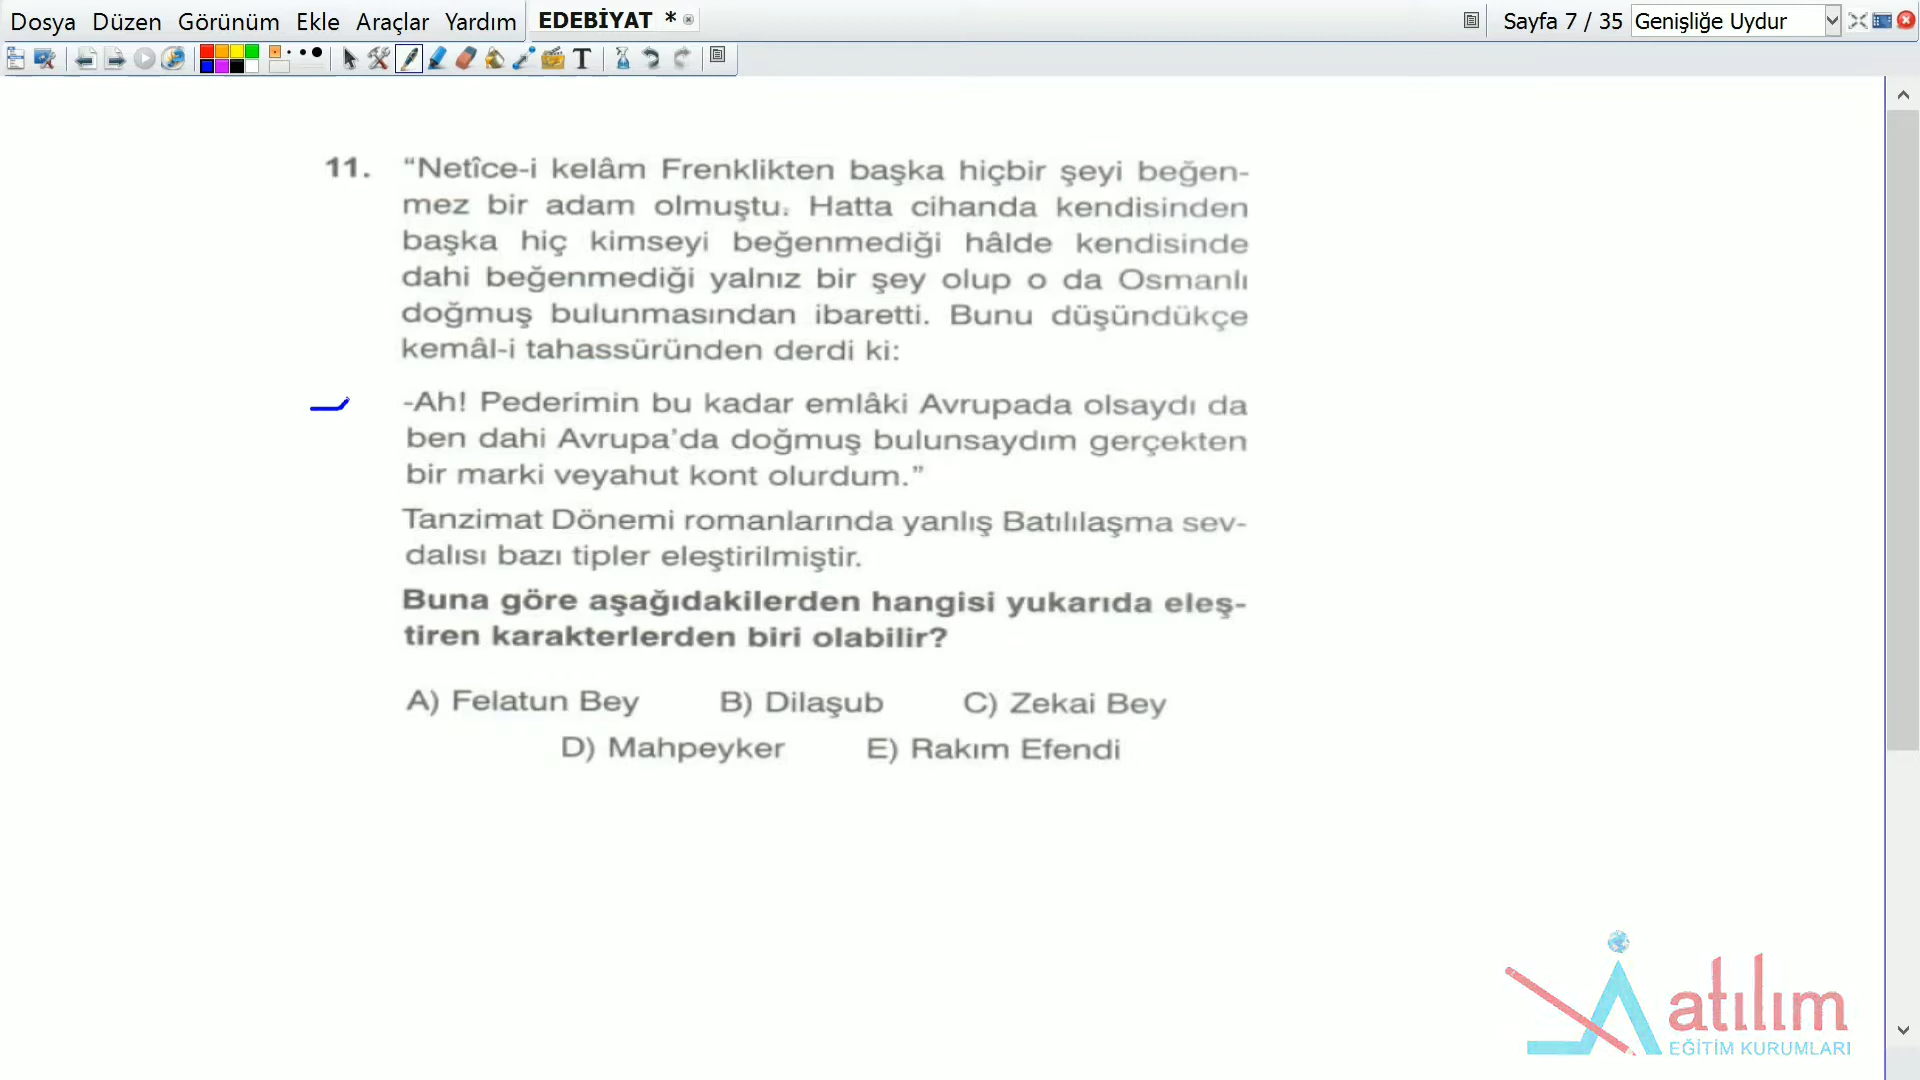 Dosya Düzen Görünüm Ekle Araçlar Yardım EDEBİYAT * Sayfa 7 / 35 Genişliğe Uydur
11. “Netîce-i kelâm Frenklikten başka hiçbir şeyi beğen-
mez bir adam olmuştu. Hatta cihanda kendisinden
başka hiç kimseyi beğenmediği hâlde kendisinde
dahi beğenmediği yalnız bir şey olup o da Osmanlı
doğmuş bulunmasından ibaretti. Bunu düşündükçe
kemâl-i tahassüründen derdi ki:
-Ah! Pederimin bu kadar emlâki Avrupada olsaydı da
ben dahi Avrupa’da doğmuş bulunsaydım gerçekten
bir marki veyahut kont olurdum.”
Tanzimat Dönemi romanlarında yanlış Batılılaşma sev-
dalısı bazı tipler eleştirilmiştir.
Buna göre aşağıdakilerden hangisi yukarıda eleş-
tiren karakterlerden biri olabilir?
A) Felatun Bey B) Dilaşub C) Zekai Bey
D) Mahpeyker E) Rakım Efendi
atılım
EĞİTİM KURUMLARI